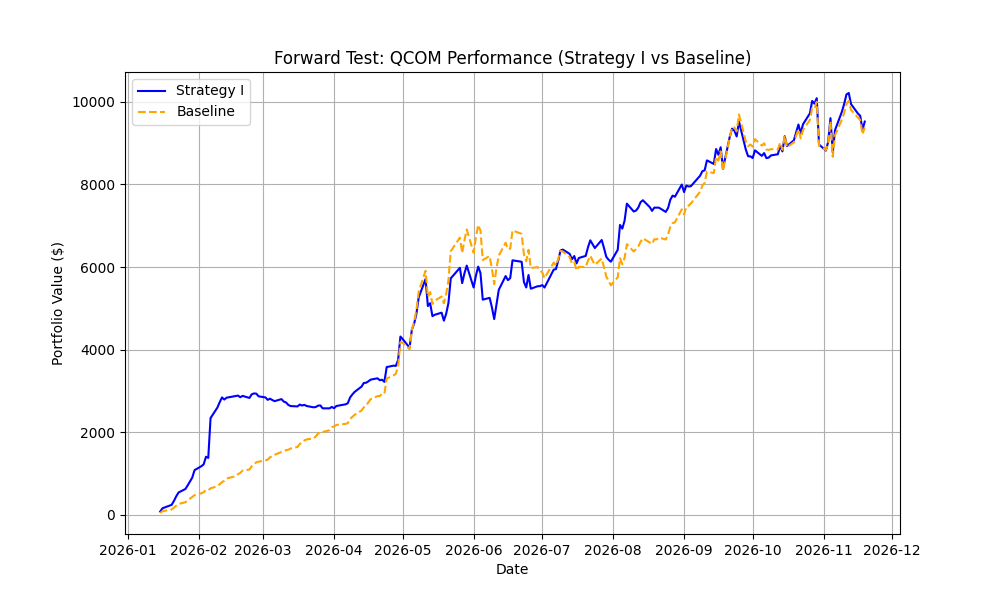 Forward Test: QCOM Performance (Strategy I vs Baseline)
Strategy I
Baseline
Portfolio Value ($)
10000
8000
6000
4000
2000
0
2026-01 2026-02 2026-03 2026-04 2026-05 2026-06 2026-07 2026-08 2026-09 2026-10 2026-11 2026-12
Date